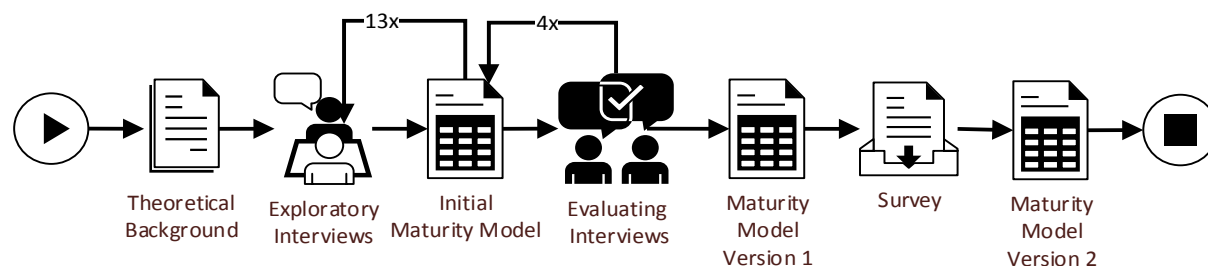 13x
4x
Theoretical
Background
Exploratory
Interviews
Initial
Maturity Model
Evaluating
Interviews
Maturity
Model
Version 1
Survey
Maturity
Model
Version 2